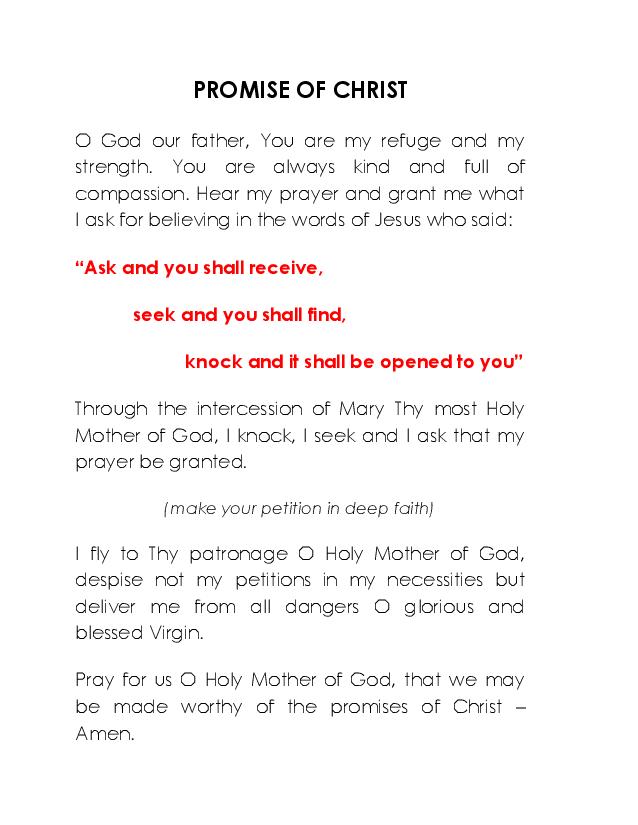 PROMISE OF CHRIST
O God our father, You are my refuge and my
strength. You are always kind and full of
compassion. Hear my prayer and grant me what
I ask for believing in the words of Jesus who said:
“Ask and you shall receive,
seek and you shall find,
knock and it shall be opened to you”
Through the intercession of Mary Thy most Holy
Mother of God, I knock, I seek and I ask that my
prayer be granted.
(make your petition in deep faith)
I fly to Thy patronage O Holy Mother of God,
despise not my petitions in my necessities but
deliver me from all dangers O glorious and
blessed Virgin.
Pray for us O Holy Mother of God, that we may
be made worthy of the promises of Christ –
Amen.